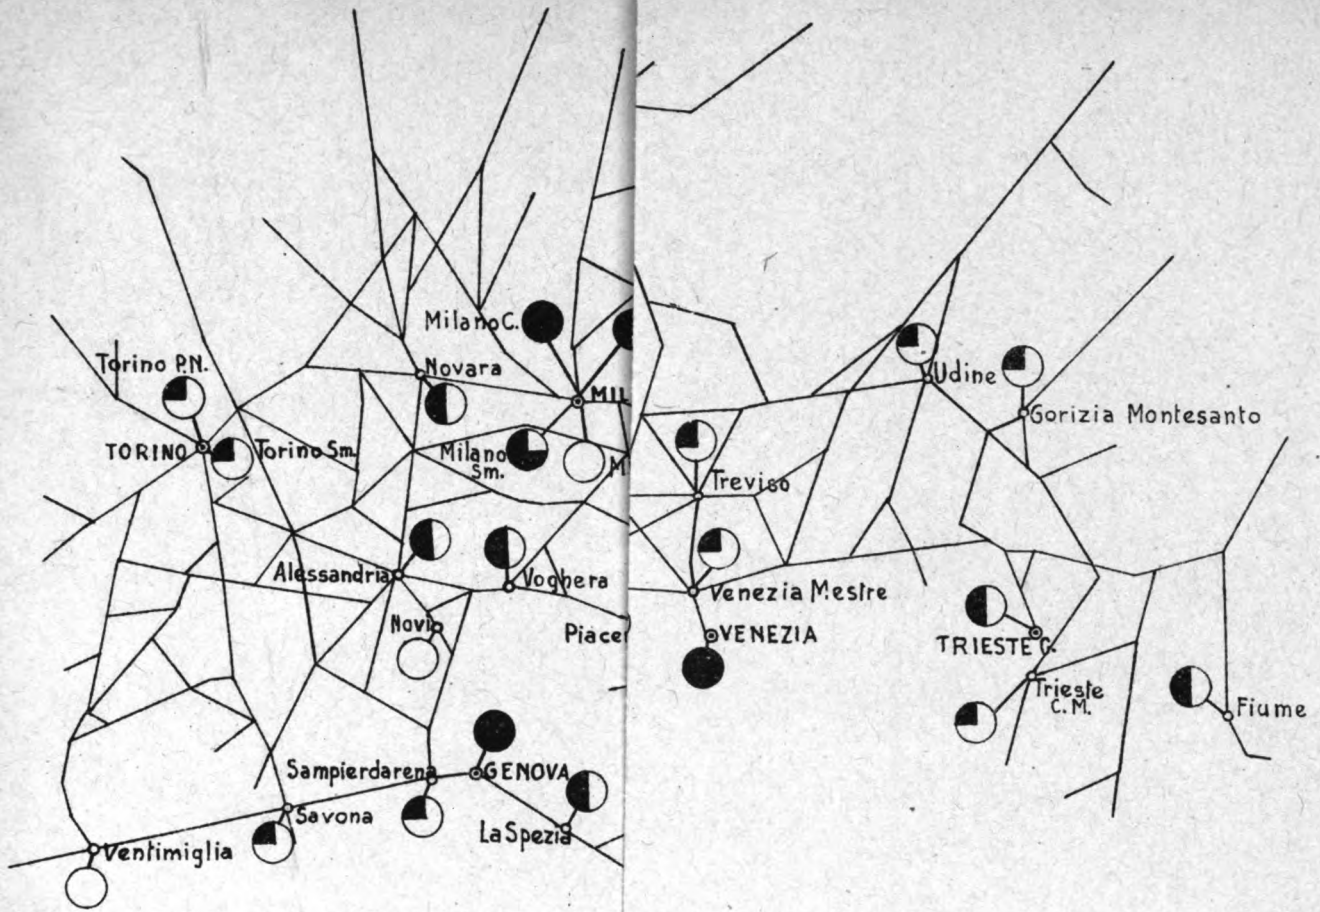 Milano C.
Torino P.N.
Novara
MIL
TORINO
Torino Sm.
Milano
Sm.
M
Alessandria
Voghera
Novi
Piacen
Sampierdarena
GENOVA
Savona
La Spezia
Ventimiglia
Udine
Gorizia Montesanto
Treviso
Venezia Mestre
VENEZIA
TRIESTE C.
Trieste
C.M.
Fiume